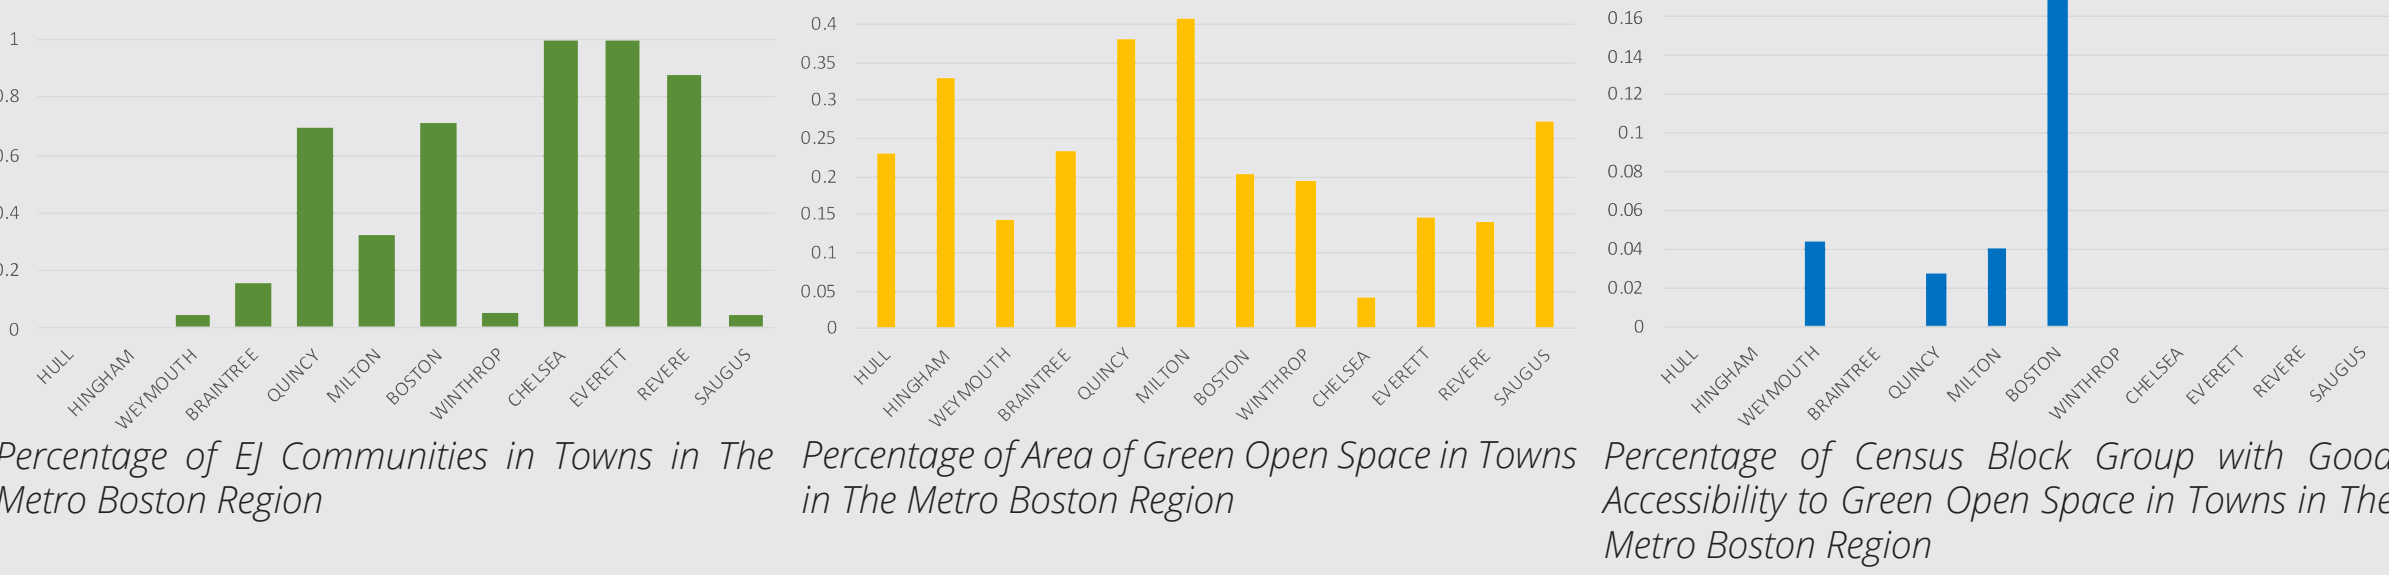 1
0.8
0.6
0.4
0.2
0
HULL
HINGHAM
WEYMOUTH
BRAINTREE
QUINCY
MILTON
BOSTON
WINTHROP
CHELSEA
EVERETT
REVERE
SAUGUS
Percentage of EJ Communities in Towns in The
Metro Boston Region
0.4
0.35
0.3
0.25
0.2
0.15
0.1
0.05
0
HULL
HINGHAM
WEYMOUTH
BRAINTREE
QUINCY
MILTON
BOSTON
WINTHROP
CHELSEA
EVERETT
REVERE
SAUGUS
Percentage of Area of Green Open Space in Towns
in The Metro Boston Region
0.16
0.14
0.12
0.1
0.08
0.06
0.04
0.02
0
HULL
HINGHAM
WEYMOUTH
BRAINTREE
QUINCY
MILTON
BOSTON
WINTHROP
CHELSEA
EVERETT
REVERE
SAUGUS
Percentage of Census Block Group with Good
Accessibility to Green Open Space in Towns in The
Metro Boston Region